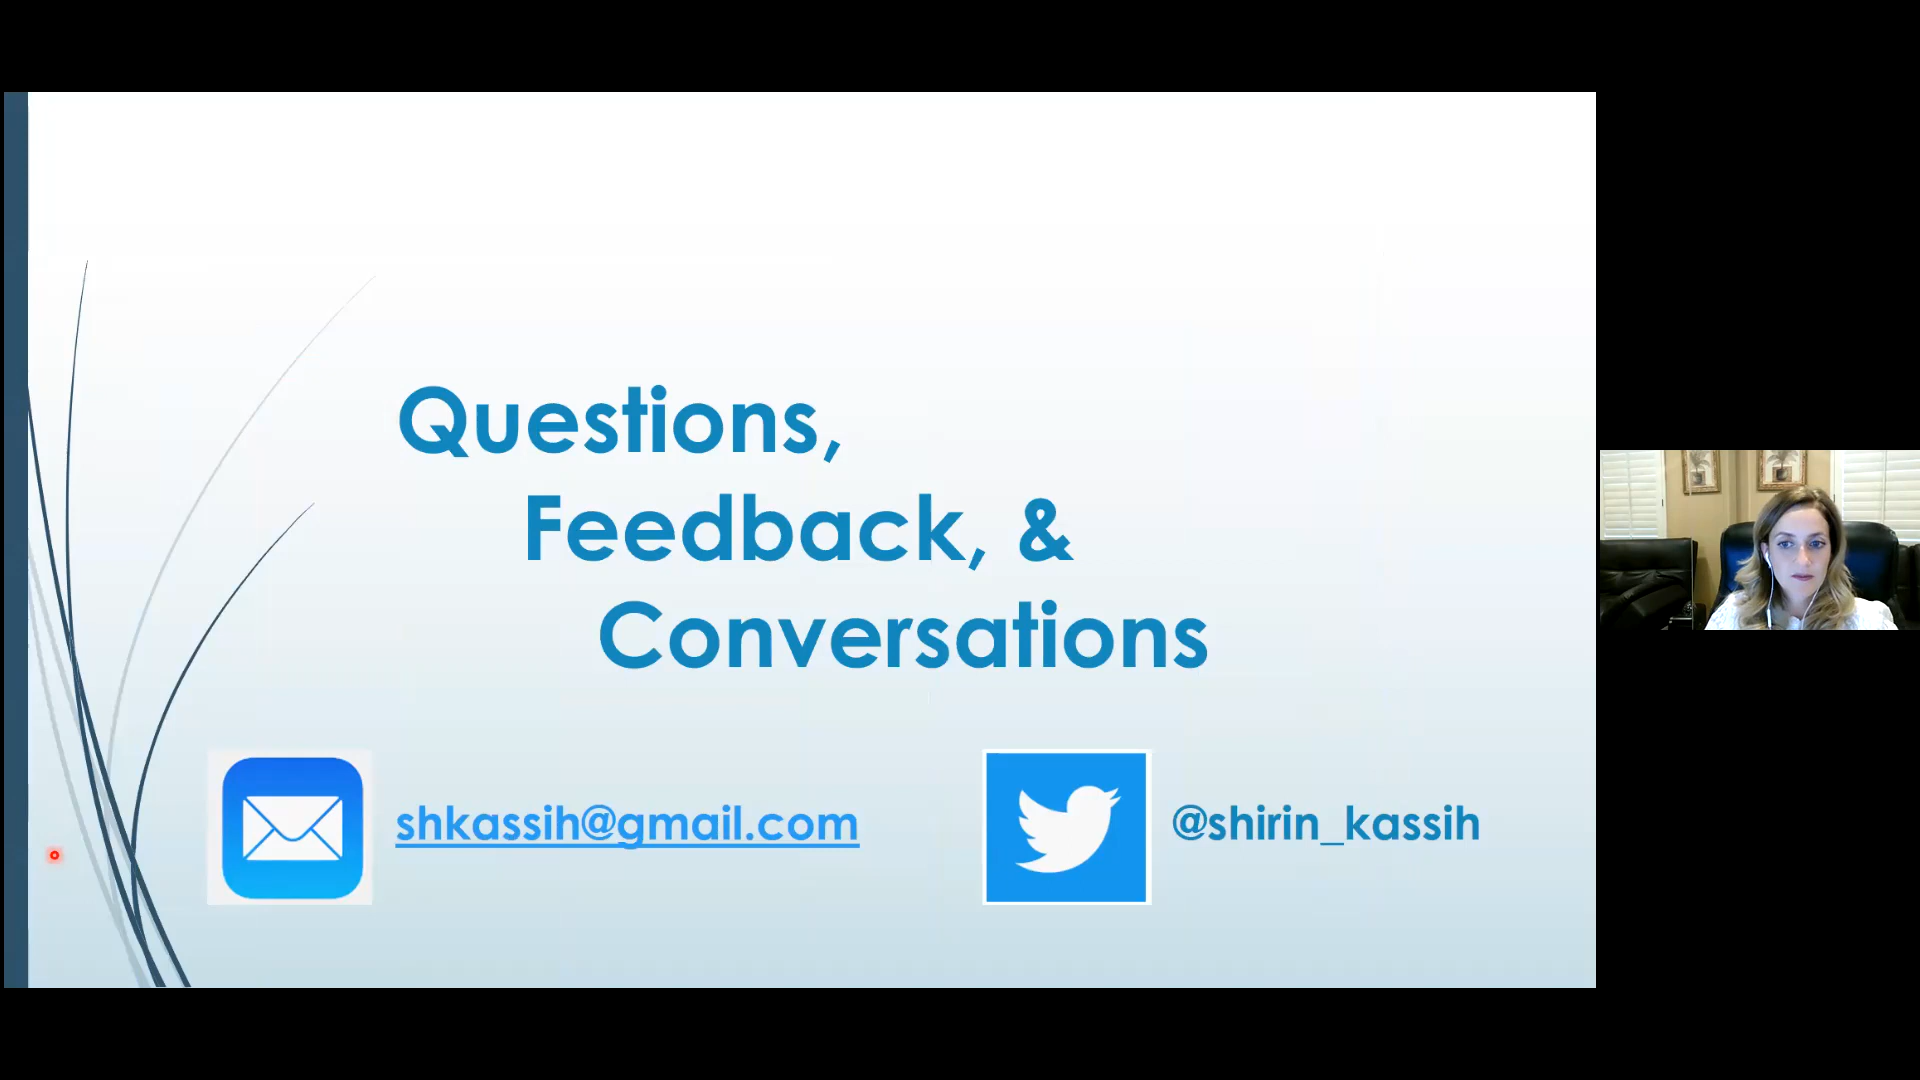 Questions,
Feedback, &
Conversations
shkassih@gmail.com
@shirin_kassih